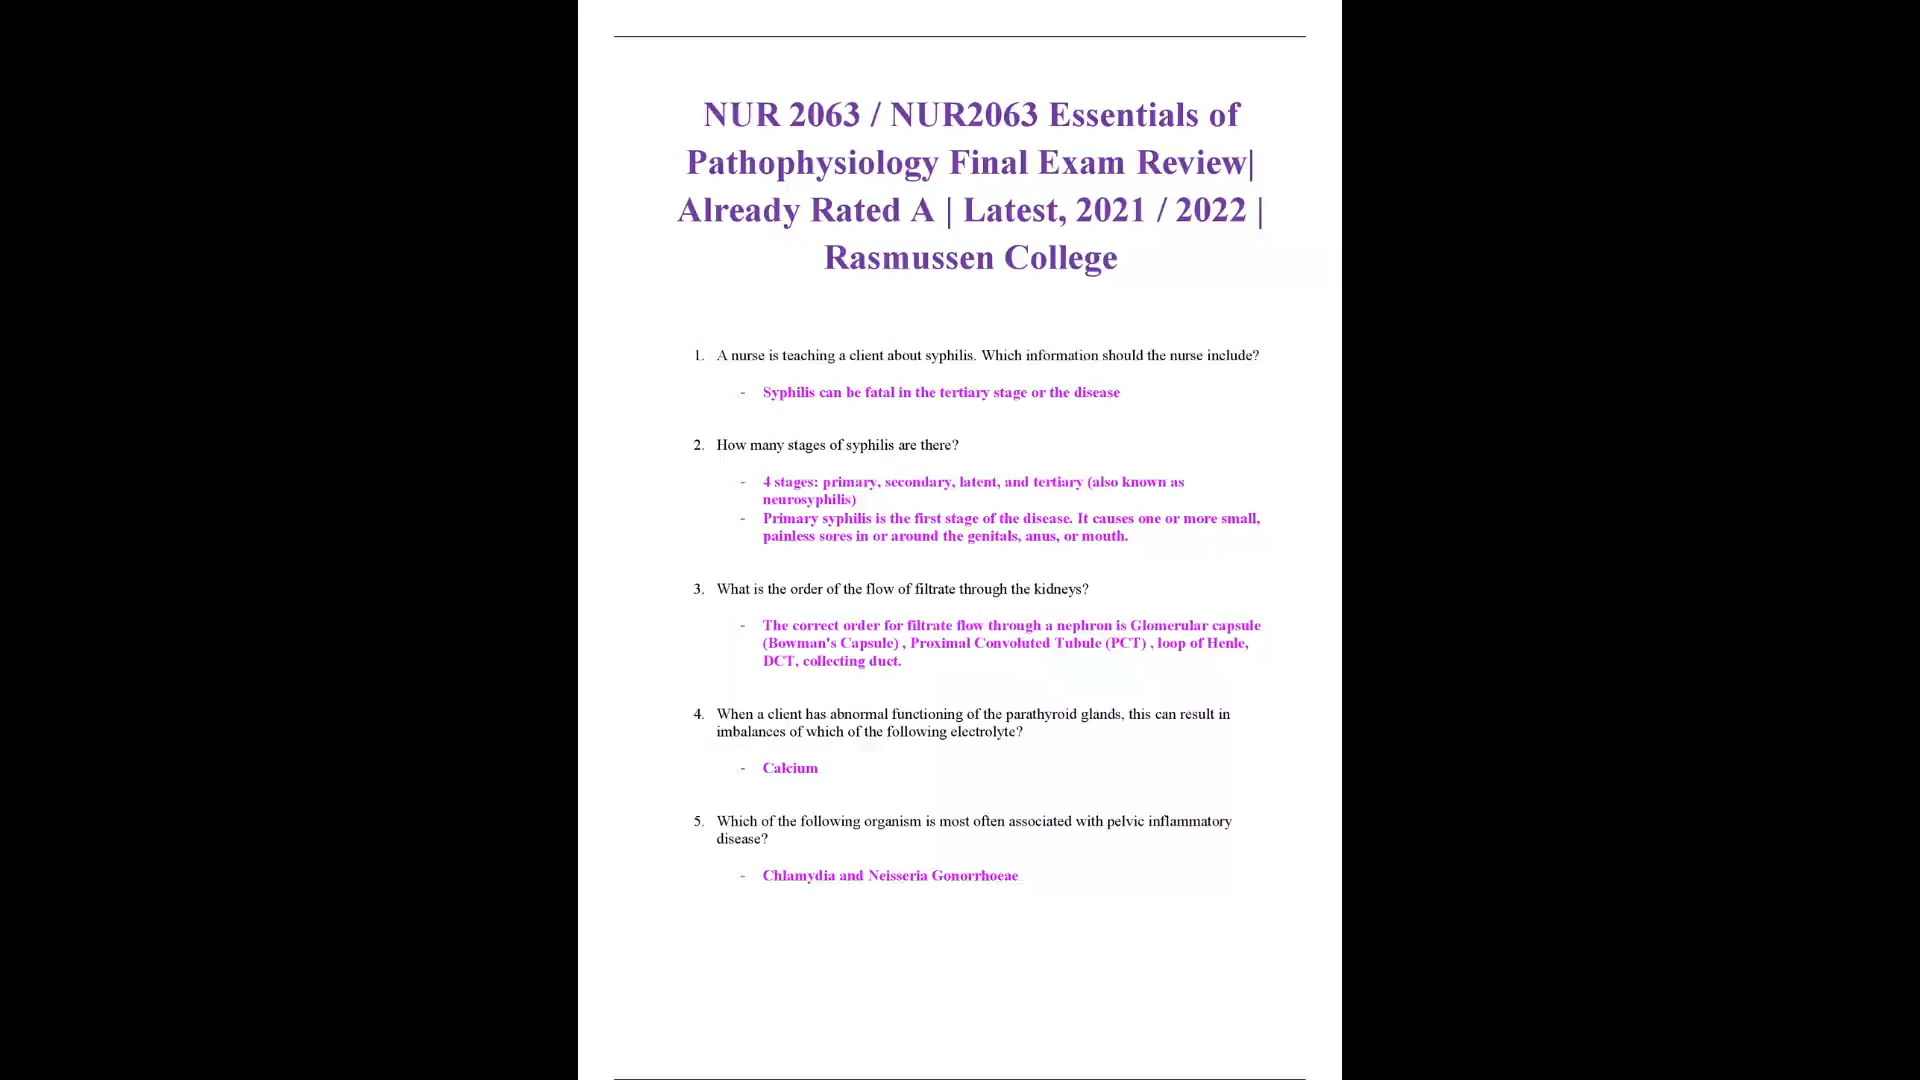 NUR 2063 / NUR2063 Essentials of
Pathophysiology Final Exam Review|
Already Rated A | Latest, 2021 / 2022 |
Rasmussen College
1. A nurse is teaching a client about syphilis. Which information should the nurse include?
- Syphilis can be fatal in the tertiary stage or the disease
2. How many stages of syphilis are there?
- 4 stages: primary, secondary, latent, and tertiary (also known as
neurosyphilis)
- Primary syphilis is the first stage of the disease. It causes one or more small,
painless sores in or around the genitals, anus, or mouth.
3. What is the order of the flow of filtrate through the kidneys?
- The correct order for filtrate flow through a nephron is Glomerular capsule
(Bowman's Capsule) , Proximal Convoluted Tubule (PCT) , loop of Henle,
DCT, collecting duct.
4. When a client has abnormal functioning of the parathyroid glands, this can result in
imbalances of which of the following electrolyte?
- Calcium
5. Which of the following organism is most often associated with pelvic inflammatory
disease?
- Chlamydia and Neisseria Gonorrhoeae